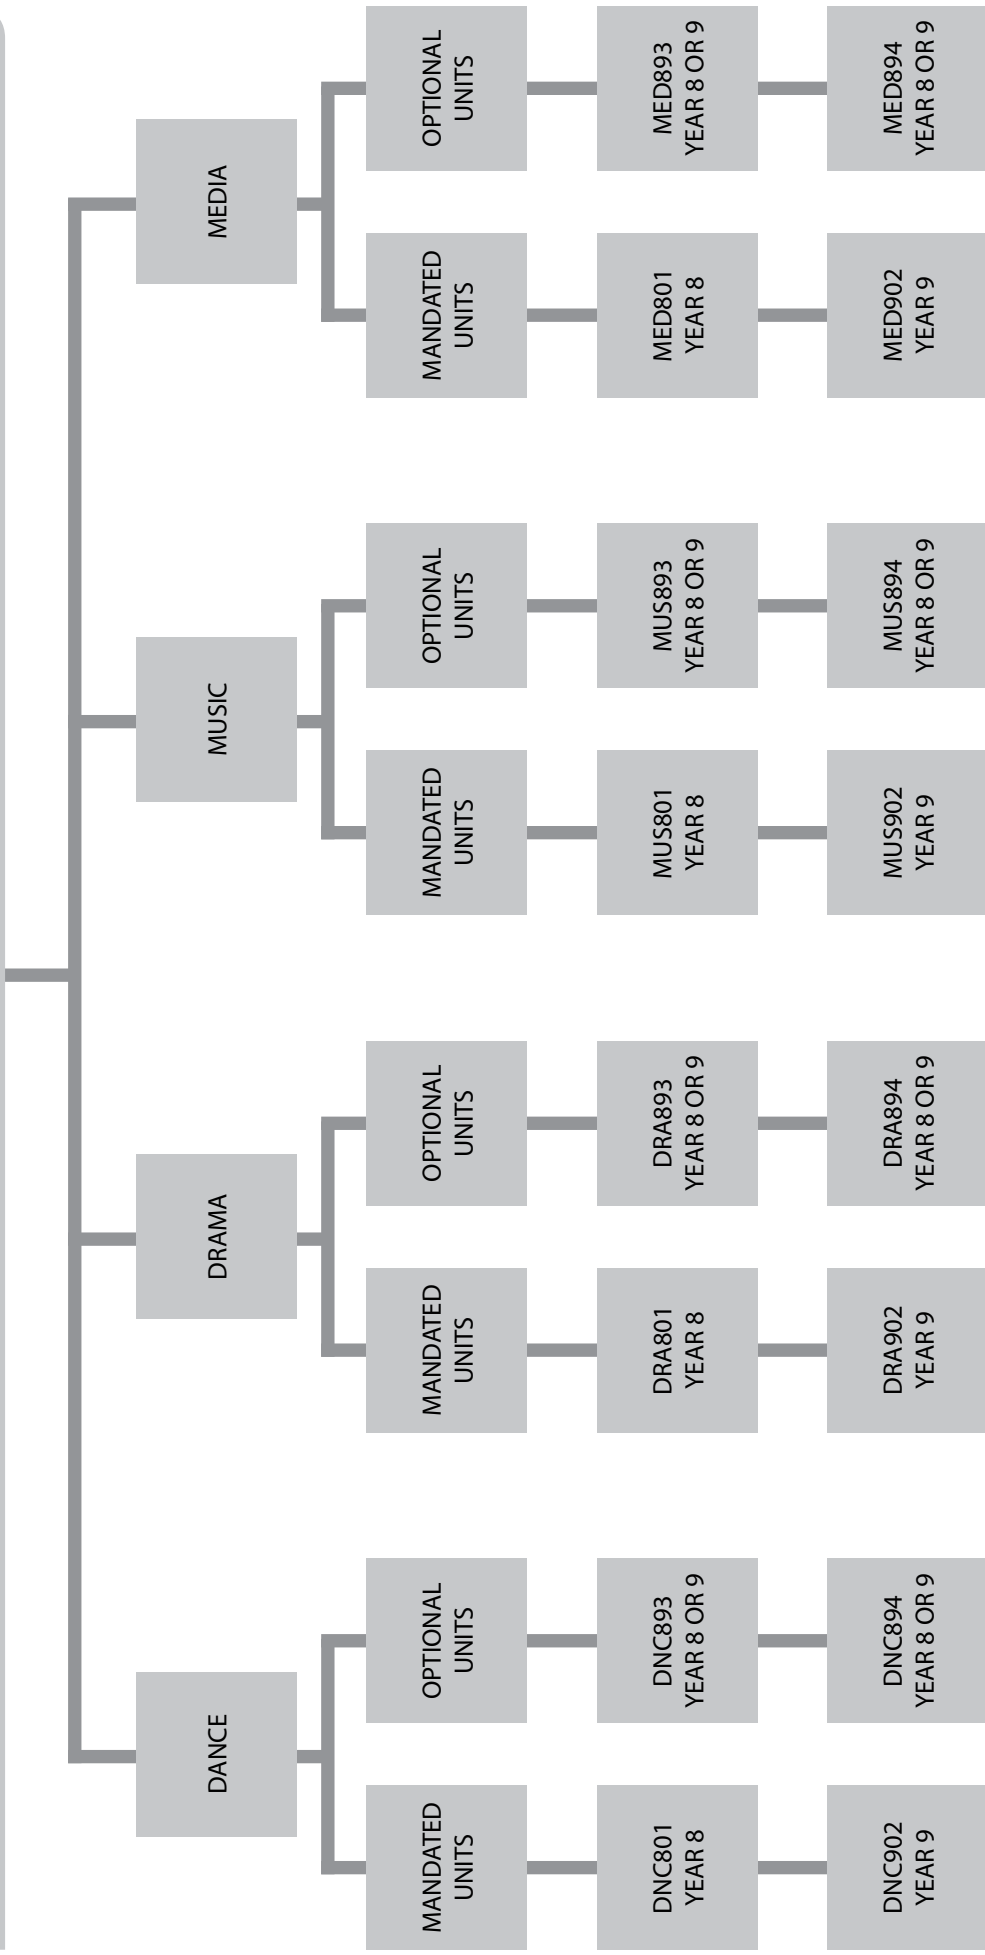 DANCE
DRAMA
MUSIC
MEDIA
MANDATED
UNITS
OPTIONAL
UNITS
MANDATED
UNITS
OPTIONAL
UNITS
MANDATED
UNITS
OPTIONAL
UNITS
MANDATED
UNITS
OPTIONAL
UNITS
DNC801
YEAR 8
DNC893
YEAR 8 OR 9
DRA801
YEAR 8
DRA893
YEAR 8 OR 9
MUS801
YEAR 8
MUS893
YEAR 8 OR 9
MED801
YEAR 8
MED893
YEAR 8 OR 9
DNC902
YEAR 9
DNC894
YEAR 8 OR 9
DRA902
YEAR 9
DRA894
YEAR 8 OR 9
MUS902
YEAR 9
MUS894
YEAR 8 OR 9
MED902
YEAR 9
MED894
YEAR 8 OR 9